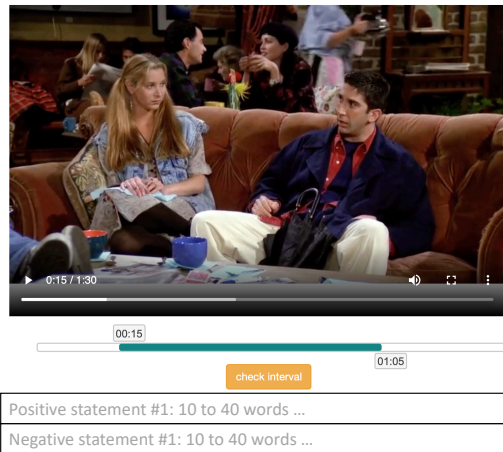 0:15 / 1:30
00:15
01:05
check interval
Positive statement #1: 10 to 40 words ...
Negative statement #1: 10 to 40 words ...